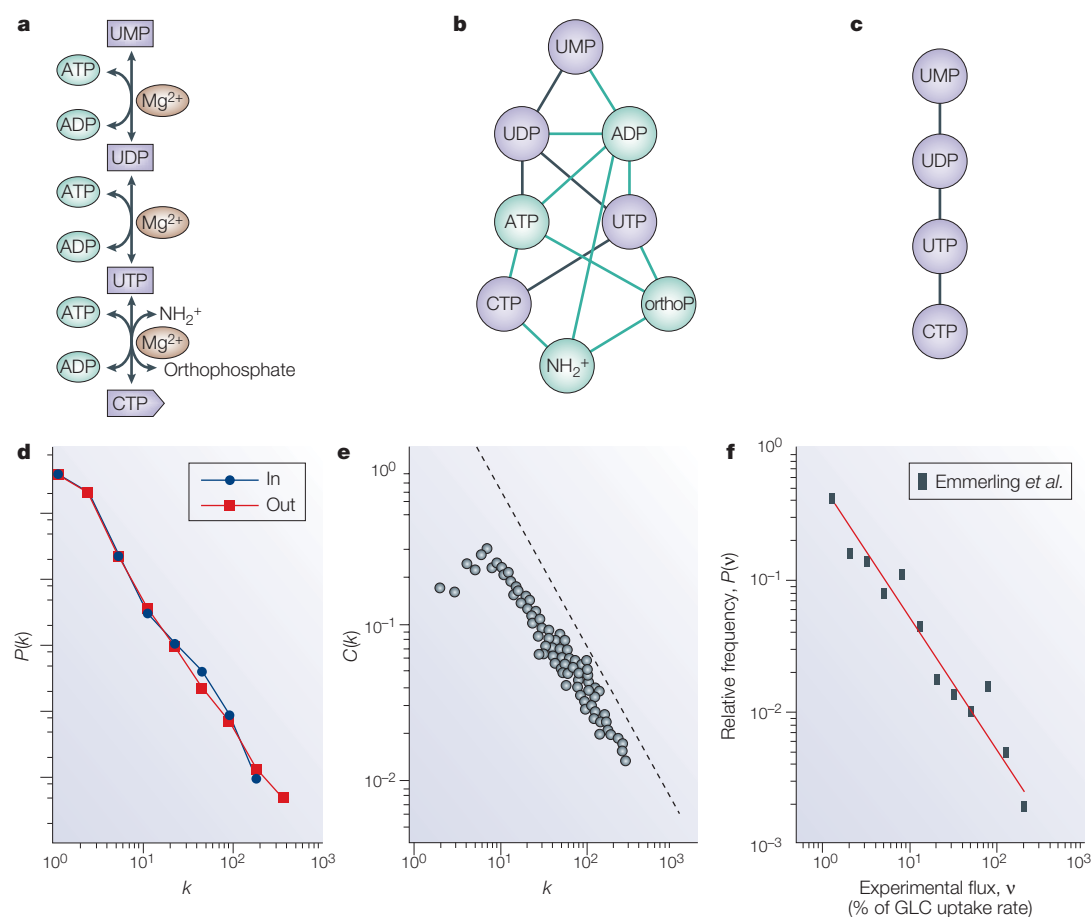 a
UMP
ATP
Mg2+
ADP
UDP
ATP
Mg2+
ADP
UTP
ATP
NH2+
Mg2+
ADP
Orthophosphate
CTP
b
UMP
UDP
ADP
ATP
UTP
CTP
orthoP
NH2+
c
UMP
UDP
UTP
CTP
d
In
Out
P(k)
10^0
10^1
10^2
10^3
k
e
10^0
10^-1
10^-2
C(k)
10^0
10^1
10^2
10^3
k
f
10^0
10^-1
10^-2
10^-3
Emmerling et al.
Relative frequency, P(ν)
10^0
10^1
10^2
10^3
Experimental flux, ν
(% of GLC uptake rate)